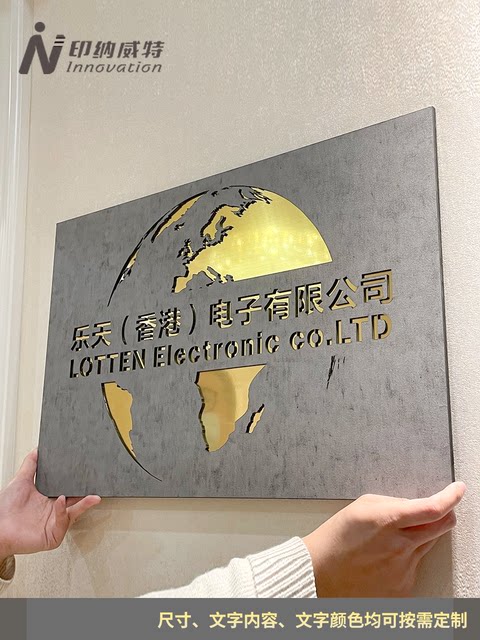 印纳威特
Innovation
乐天（香港）电子有限公司
LOTTEN Electronic co.LTD
尺寸、文字内容、文字颜色均可按需定制